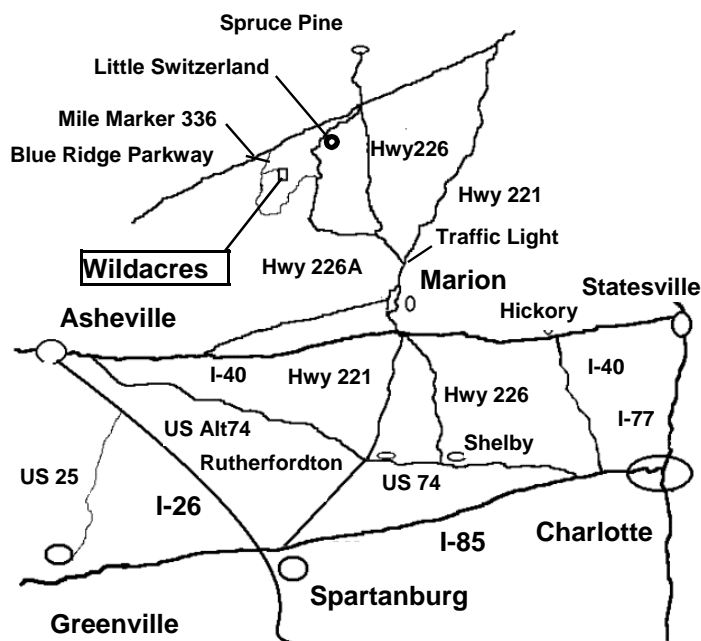 Spruce Pine
Little Switzerland
Mile Marker 336
Blue Ridge Parkway
Hwy226
Hwy 221
Traffic Light
Wildacres
Hwy 226A
Marion
Statesville
Hickory
Asheville
I-40
Hwy 221
I-40
Hwy 226
I-77
US Alt74
Shelby
Rutherfordton
US 25
US 74
I-26
Charlotte
I-85
Spartanburg
Greenville